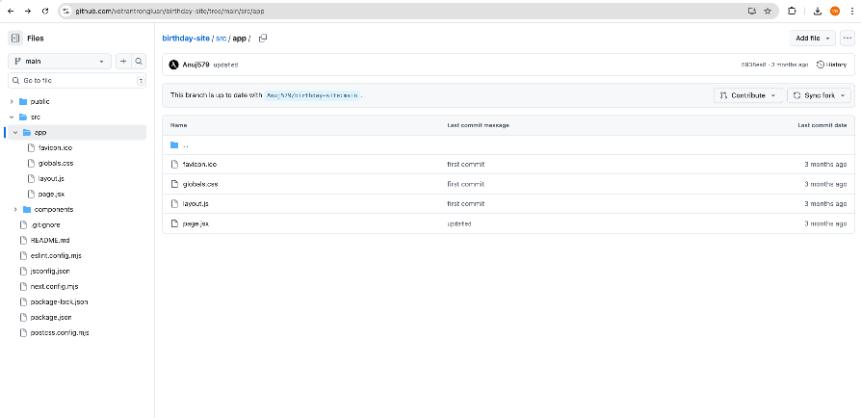 github.com/votrantrongluan/birthday-site/tree/main/src/app
Files
main
Go to file
t
public
src
app
favicon.ico
globals.css
layout.js
page.jsx
components
.gitignore
README.md
eslint.config.mjs
jsconfig.json
next.config.mjs
package-lock.json
package.json
postcss.config.mjs
birthday-site / src / app /
Add file
Anuj579 updated
3 months ago
History
This branch is up to date with Anuj579/birthday-site:main .
Contribute
Sync fork
Name Last commit message Last commit date
..
favicon.ico first commit 3 months ago
globals.css first commit 3 months ago
layout.js first commit 3 months ago
page.jsx updated 3 months ago